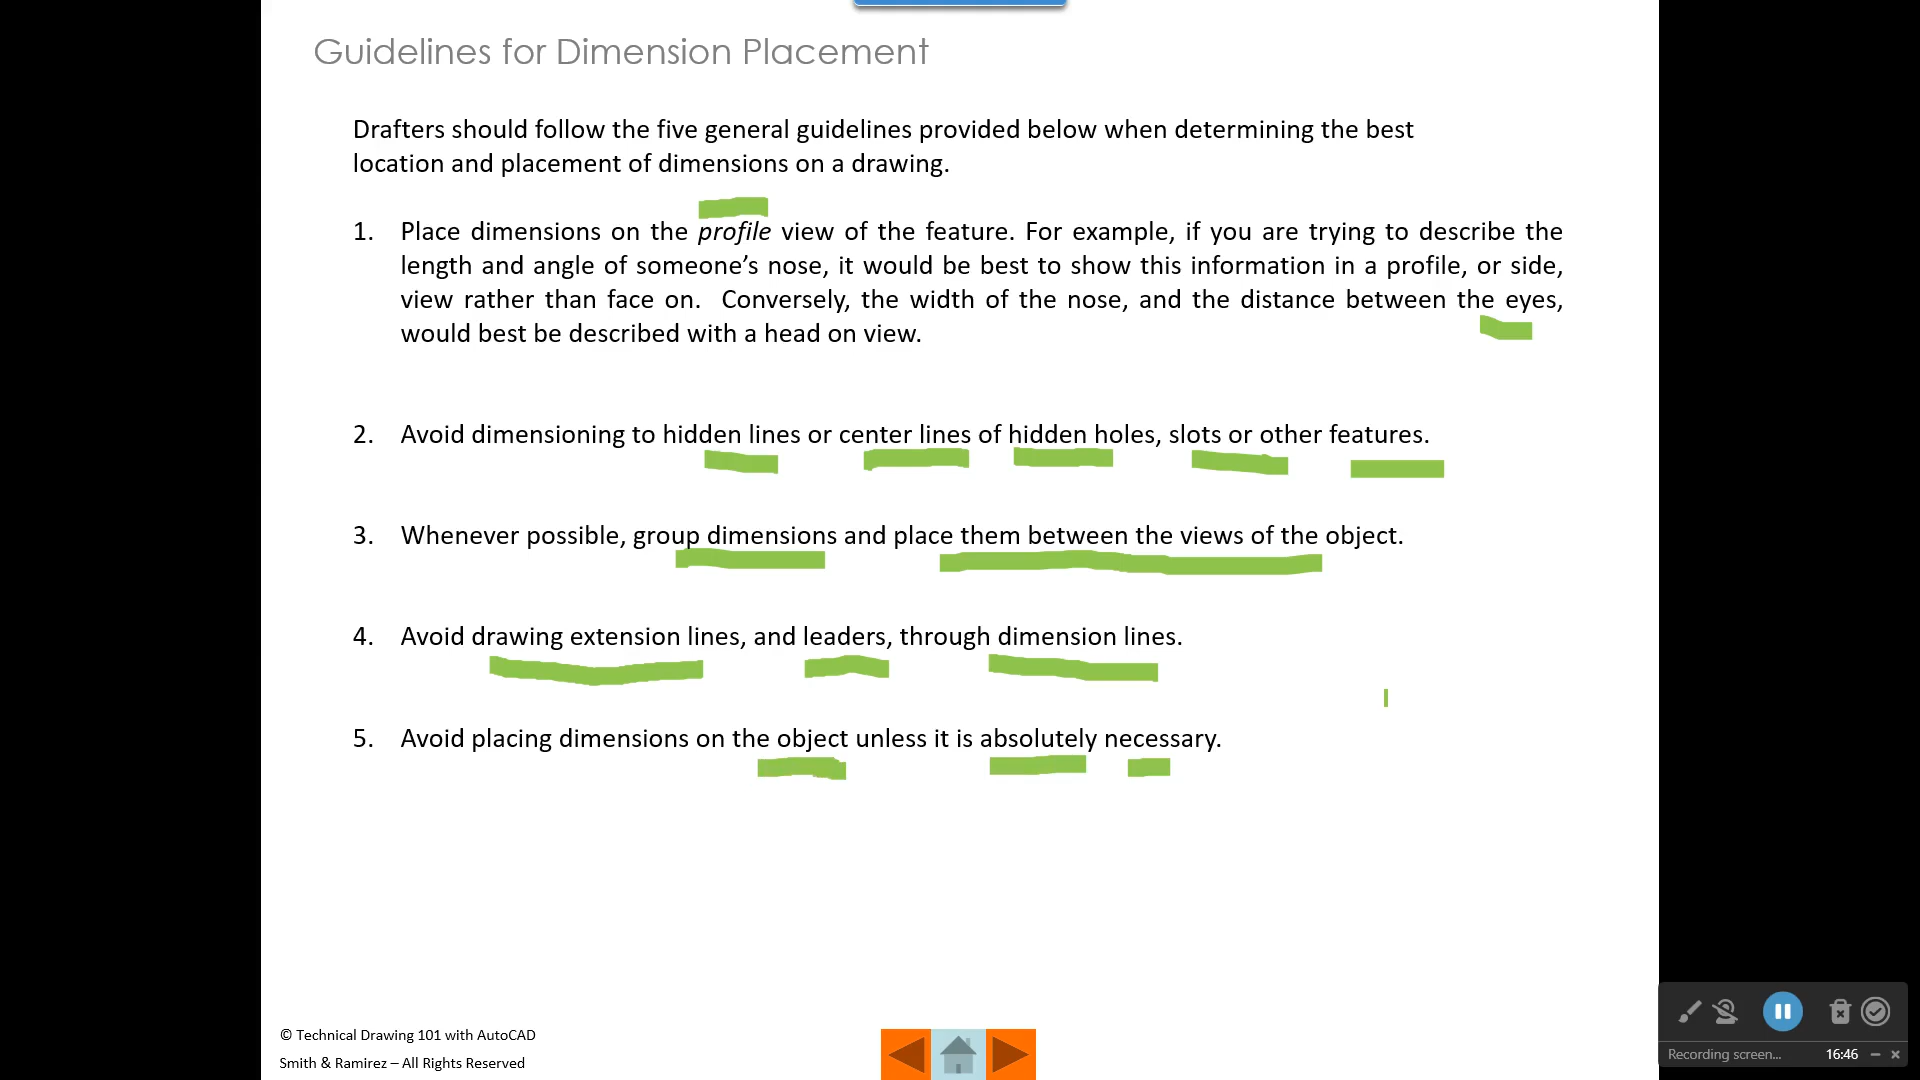 Guidelines for Dimension Placement
Drafters should follow the five general guidelines provided below when determining the best
location and placement of dimensions on a drawing.
1. Place dimensions on the profile view of the feature. For example, if you are trying to describe the
length and angle of someone’s nose, it would be best to show this information in a profile, or side,
view rather than face on.  Conversely, the width of the nose, and the distance between the eyes,
would best be described with a head on view.
2. Avoid dimensioning to hidden lines or center lines of hidden holes, slots or other features.
3. Whenever possible, group dimensions and place them between the views of the object.
4. Avoid drawing extension lines, and leaders, through dimension lines.
5. Avoid placing dimensions on the object unless it is absolutely necessary.
© Technical Drawing 101 with AutoCAD
Smith & Ramirez – All Rights Reserved
Recording screen... 16:46